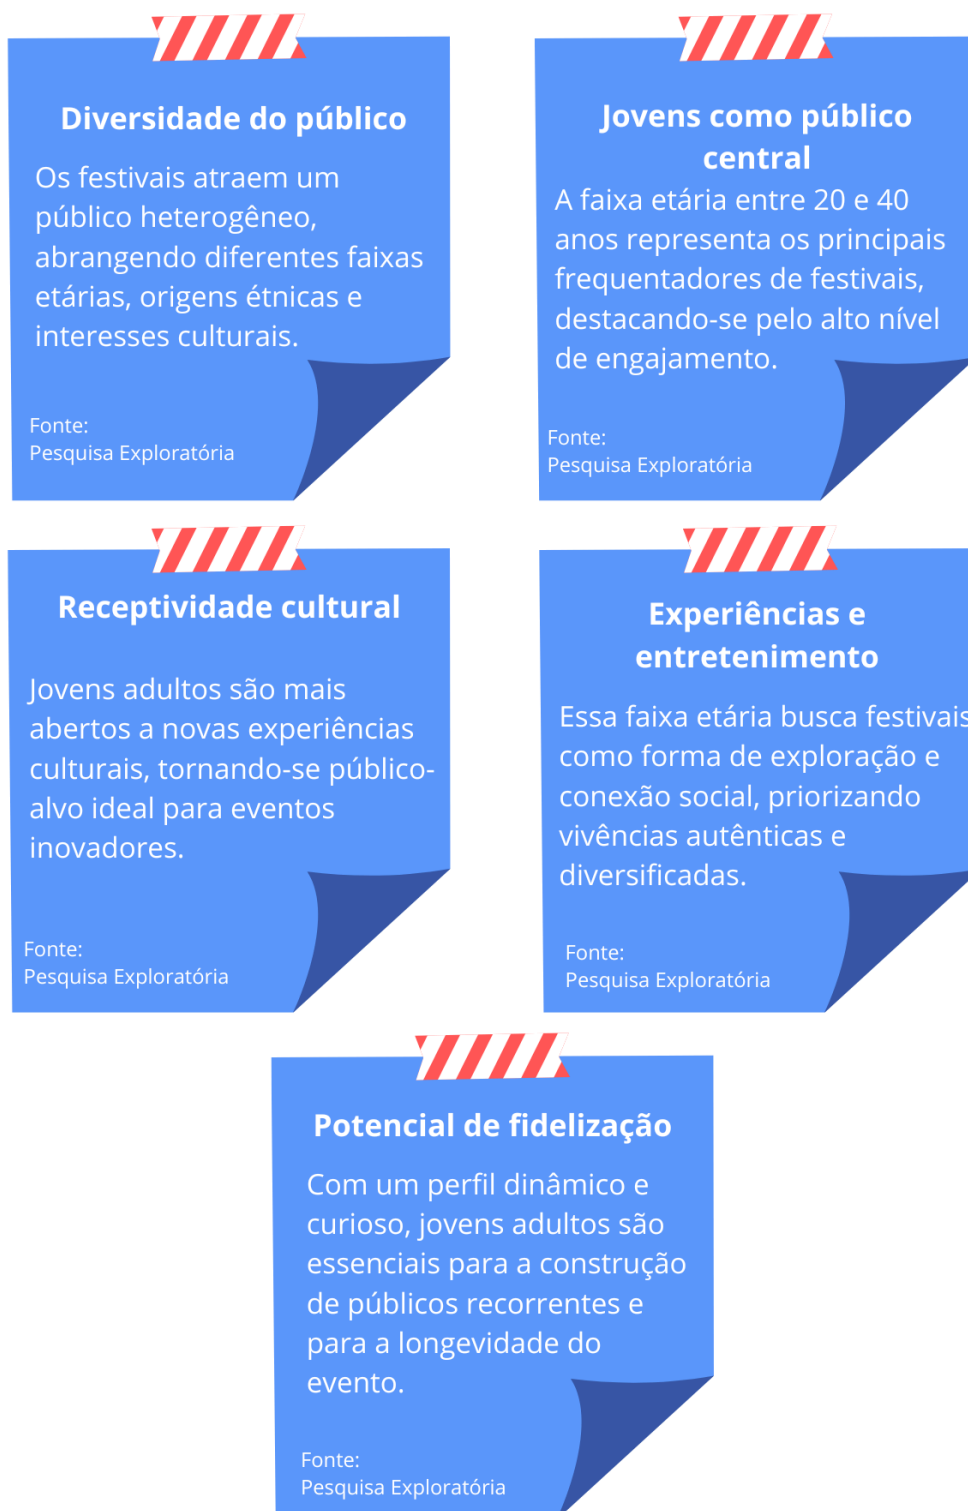 Diversidade do público
Os festivais atraem um
público heterogêneo,
abrangendo diferentes faixas
etárias, origens étnicas e
interesses culturais.
Fonte:
Pesquisa Exploratória
Jovens como público
central
A faixa etária entre 20 e 40
anos representa os principais
frequentadores de festivais,
destacando-se pelo alto nível
de engajamento.
Fonte:
Pesquisa Exploratória
Receptividade cultural
Jovens adultos são mais
abertos a novas experiências
culturais, tornando-se público-
alvo ideal para eventos
inovadores.
Fonte:
Pesquisa Exploratória
Experiências e
entretenimento
Essa faixa etária busca festivais
como forma de exploração e
conexão social, priorizando
vivências autênticas e
diversificadas.
Fonte:
Pesquisa Exploratória
Potencial de fidelização
Com um perfil dinâmico e
curioso, jovens adultos são
essenciais para a construção
de públicos recorrentes e
para a longevidade do
evento.
Fonte:
Pesquisa Exploratória